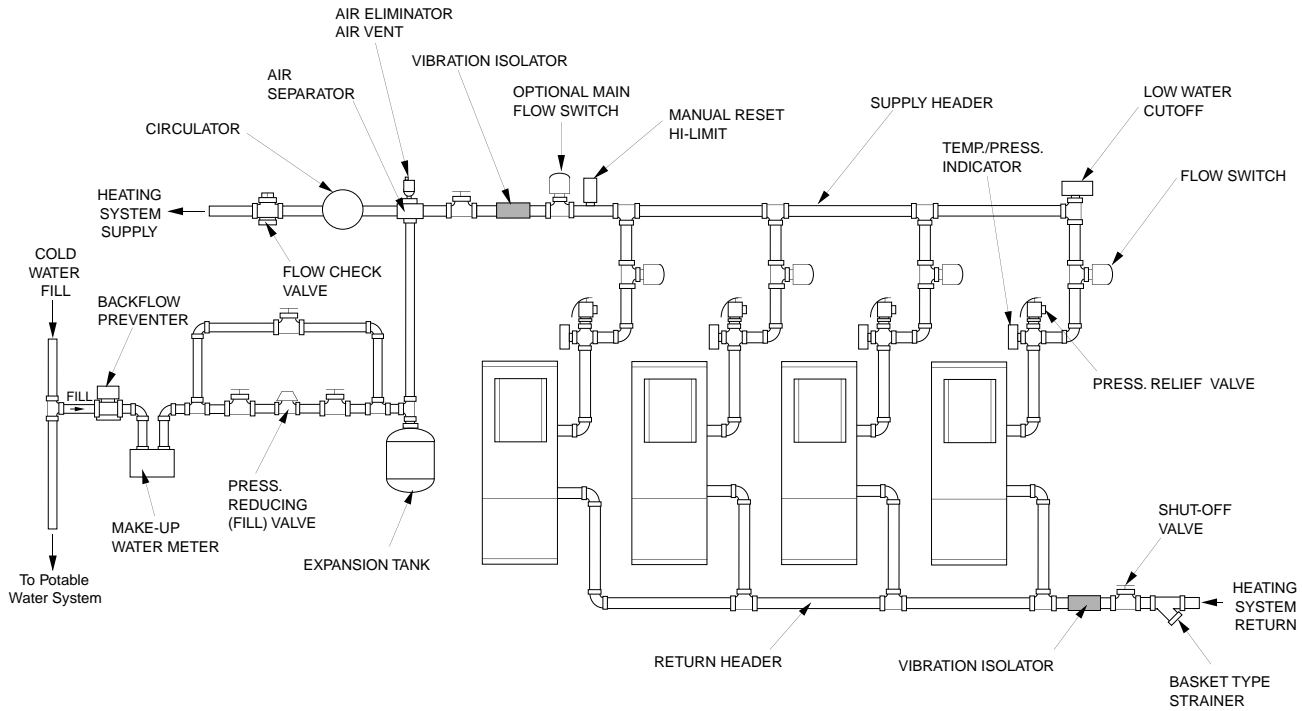 AIR ELIMINATOR
AIR VENT
VIBRATION ISOLATOR
AIR
SEPARATOR
OPTIONAL MAIN
FLOW SWITCH
MANUAL RESET
HI-LIMIT
SUPPLY HEADER
LOW WATER
CUTOFF
CIRCULATOR
TEMP./PRESS.
INDICATOR
FLOW SWITCH
HEATING
SYSTEM
SUPPLY
COLD
WATER
FILL
FLOW CHECK
VALVE
BACKFLOW
PREVENTER
FILL
PRESS. RELIEF VALVE
PRESS.
REDUCING
(FILL) VALVE
MAKE-UP
WATER METER
EXPANSION TANK
SHUT-OFF
VALVE
To Potable
Water System
HEATING
SYSTEM
RETURN
RETURN HEADER
VIBRATION ISOLATOR
BASKET TYPE
STRAINER